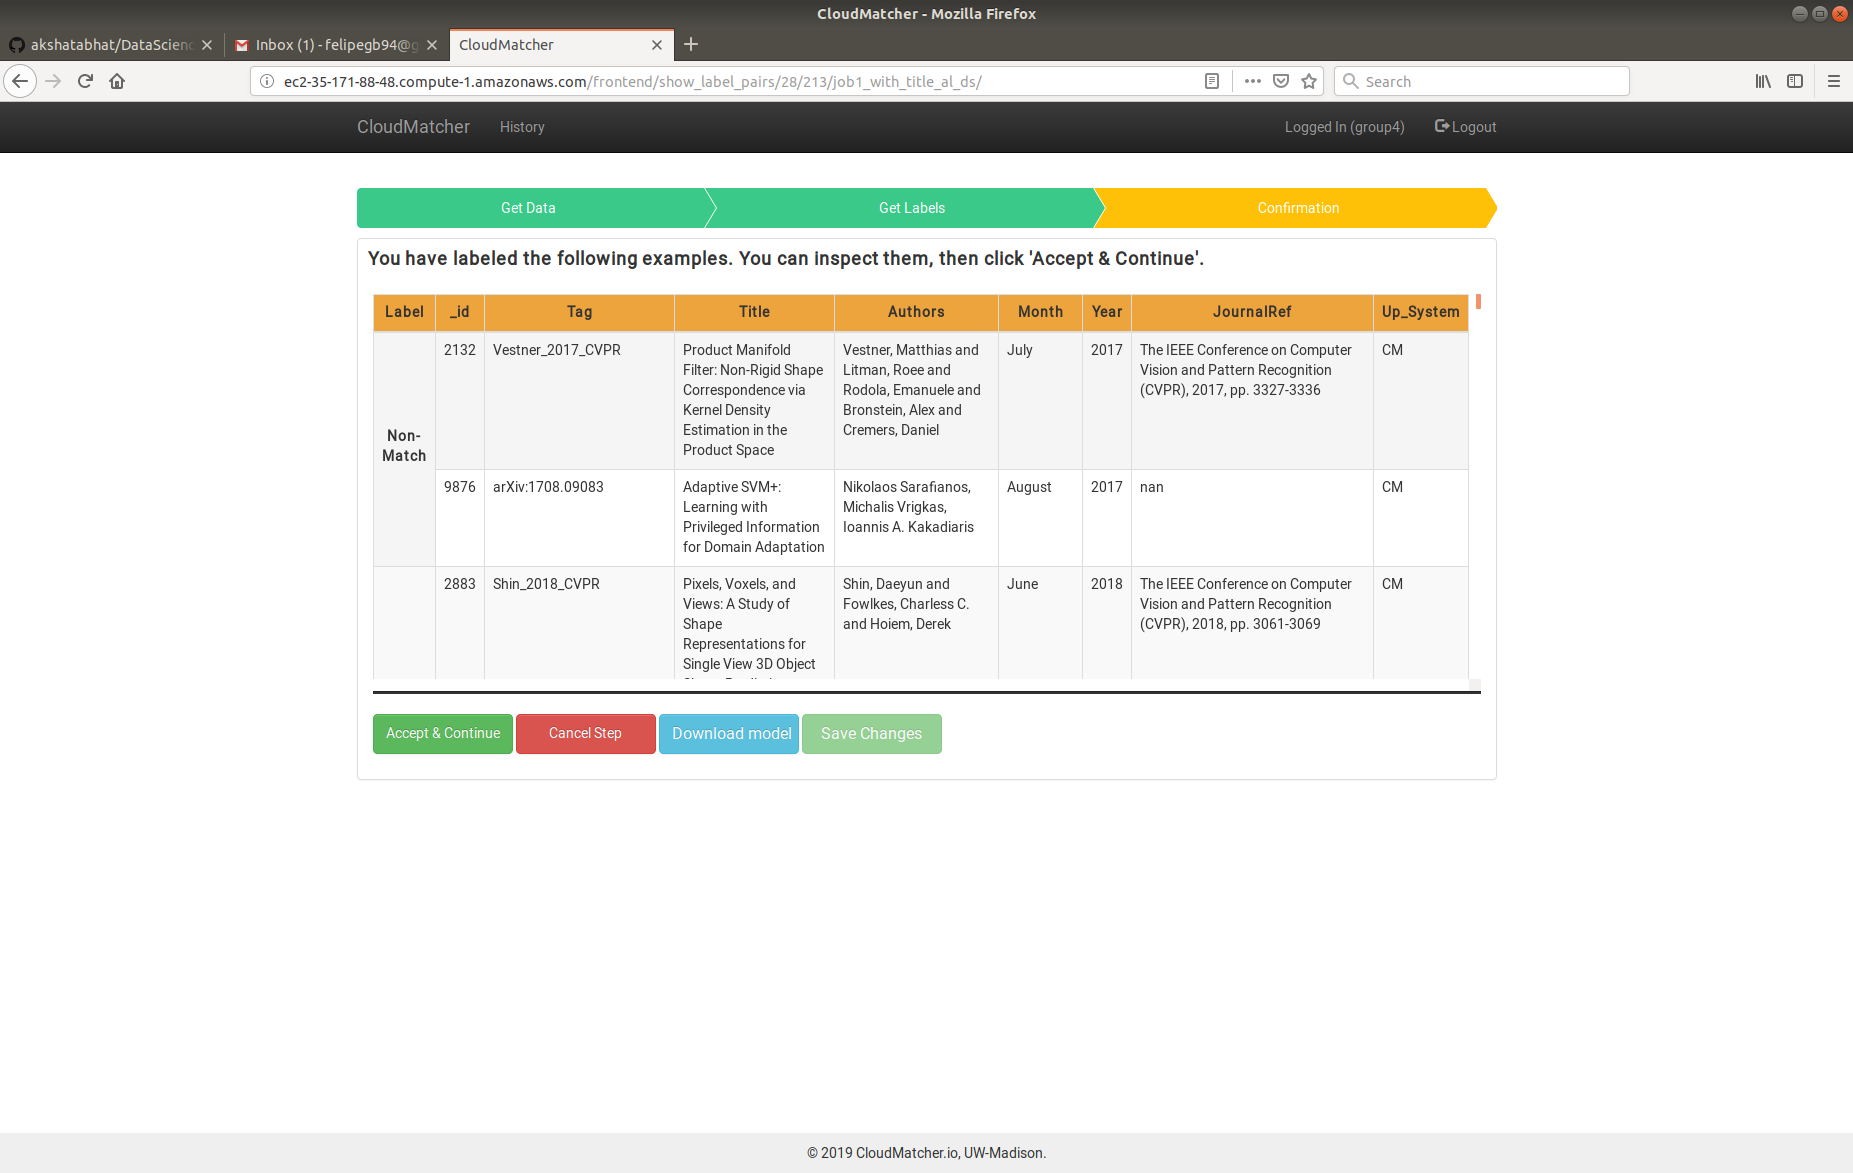 CloudMatcher - Mozilla Firefox
akshatabhat/DataScienc
Inbox (1) - felipegb94@g
CloudMatcher
ec2-35-171-88-48.compute-1.amazonaws.com/frontend/show_label_pairs/28/213/job1_with_title_al_ds/
Search
CloudMatcher
History
Logged In (group4)
Logout
Get Data
Get Labels
Confirmation
You have labeled the following examples. You can inspect them, then click 'Accept & Continue'.
Label _id Tag Title Authors Month Year JournalRef Up_System
Non-
Match
2132
Vestner_2017_CVPR
Product Manifold
Filter: Non-Rigid Shape
Correspondence via
Kernel Density
Estimation in the
Product Space
Vestner, Matthias and
Litman, Roee and
Rodola, Emanuele and
Bronstein, Alex and
Cremers, Daniel
July
2017
The IEEE Conference on Computer
Vision and Pattern Recognition
(CVPR), 2017, pp. 3327-3336
CM
9876
arXiv:1708.09083
Adaptive SVM+:
Learning with
Privileged Information
for Domain Adaptation
Nikolaos Sarafianos,
Michalis Vrigkas,
Ioannis A. Kakadiaris
August
2017
nan
CM
2883
Shin_2018_CVPR
Pixels, Voxels, and
Views: A Study of
Shape
Representations for
Single View 3D Object
Shin, Daeyun and
Fowlkes, Charless C.
and Hoiem, Derek
June
2018
The IEEE Conference on Computer
Vision and Pattern Recognition
(CVPR), 2018, pp. 3061-3069
CM
Accept & Continue
Cancel Step
Download model
Save Changes
© 2019 CloudMatcher.io, UW-Madison.